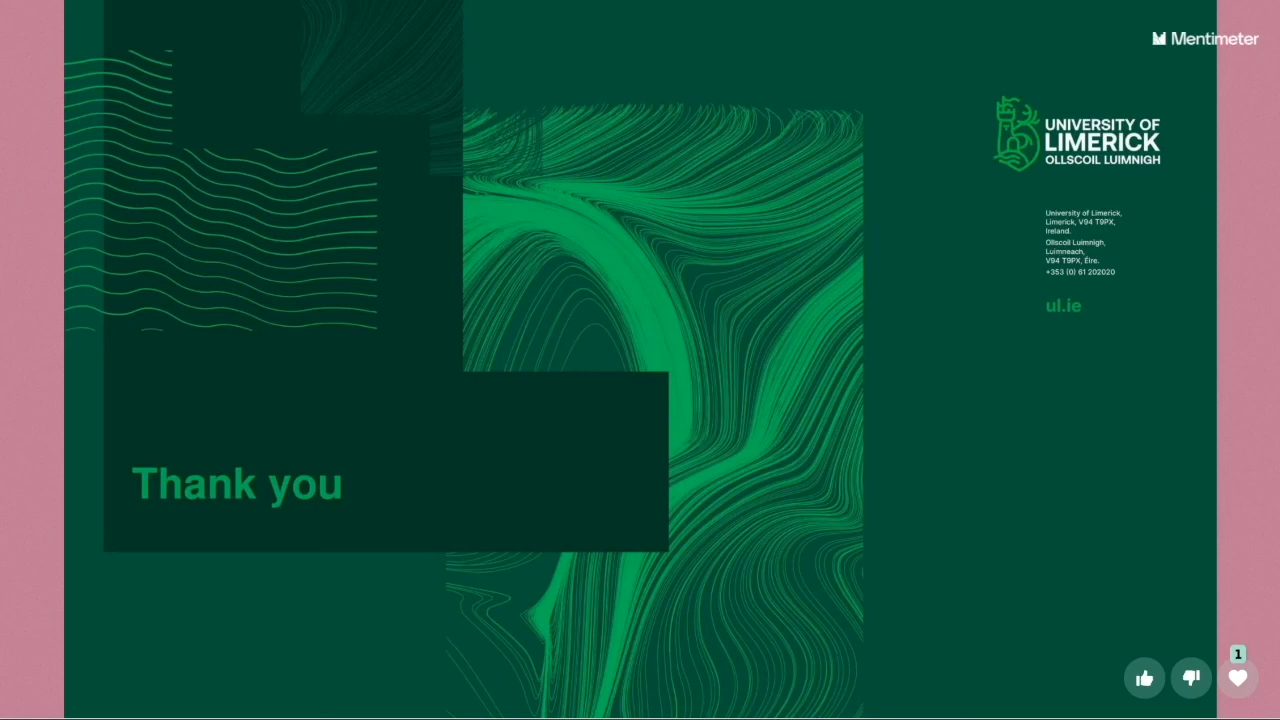 Mentimeter
UNIVERSITY OF
LIMERICK
OLLSCOIL LUIMNIGH
University of Limerick,
Limerick, V94 T9PX,
Ireland.
Ollscoil Luimnigh,
Luimneach,
V94 T9PX, Éire.
+353 (0) 61 202020
ul.ie
Thank you
1